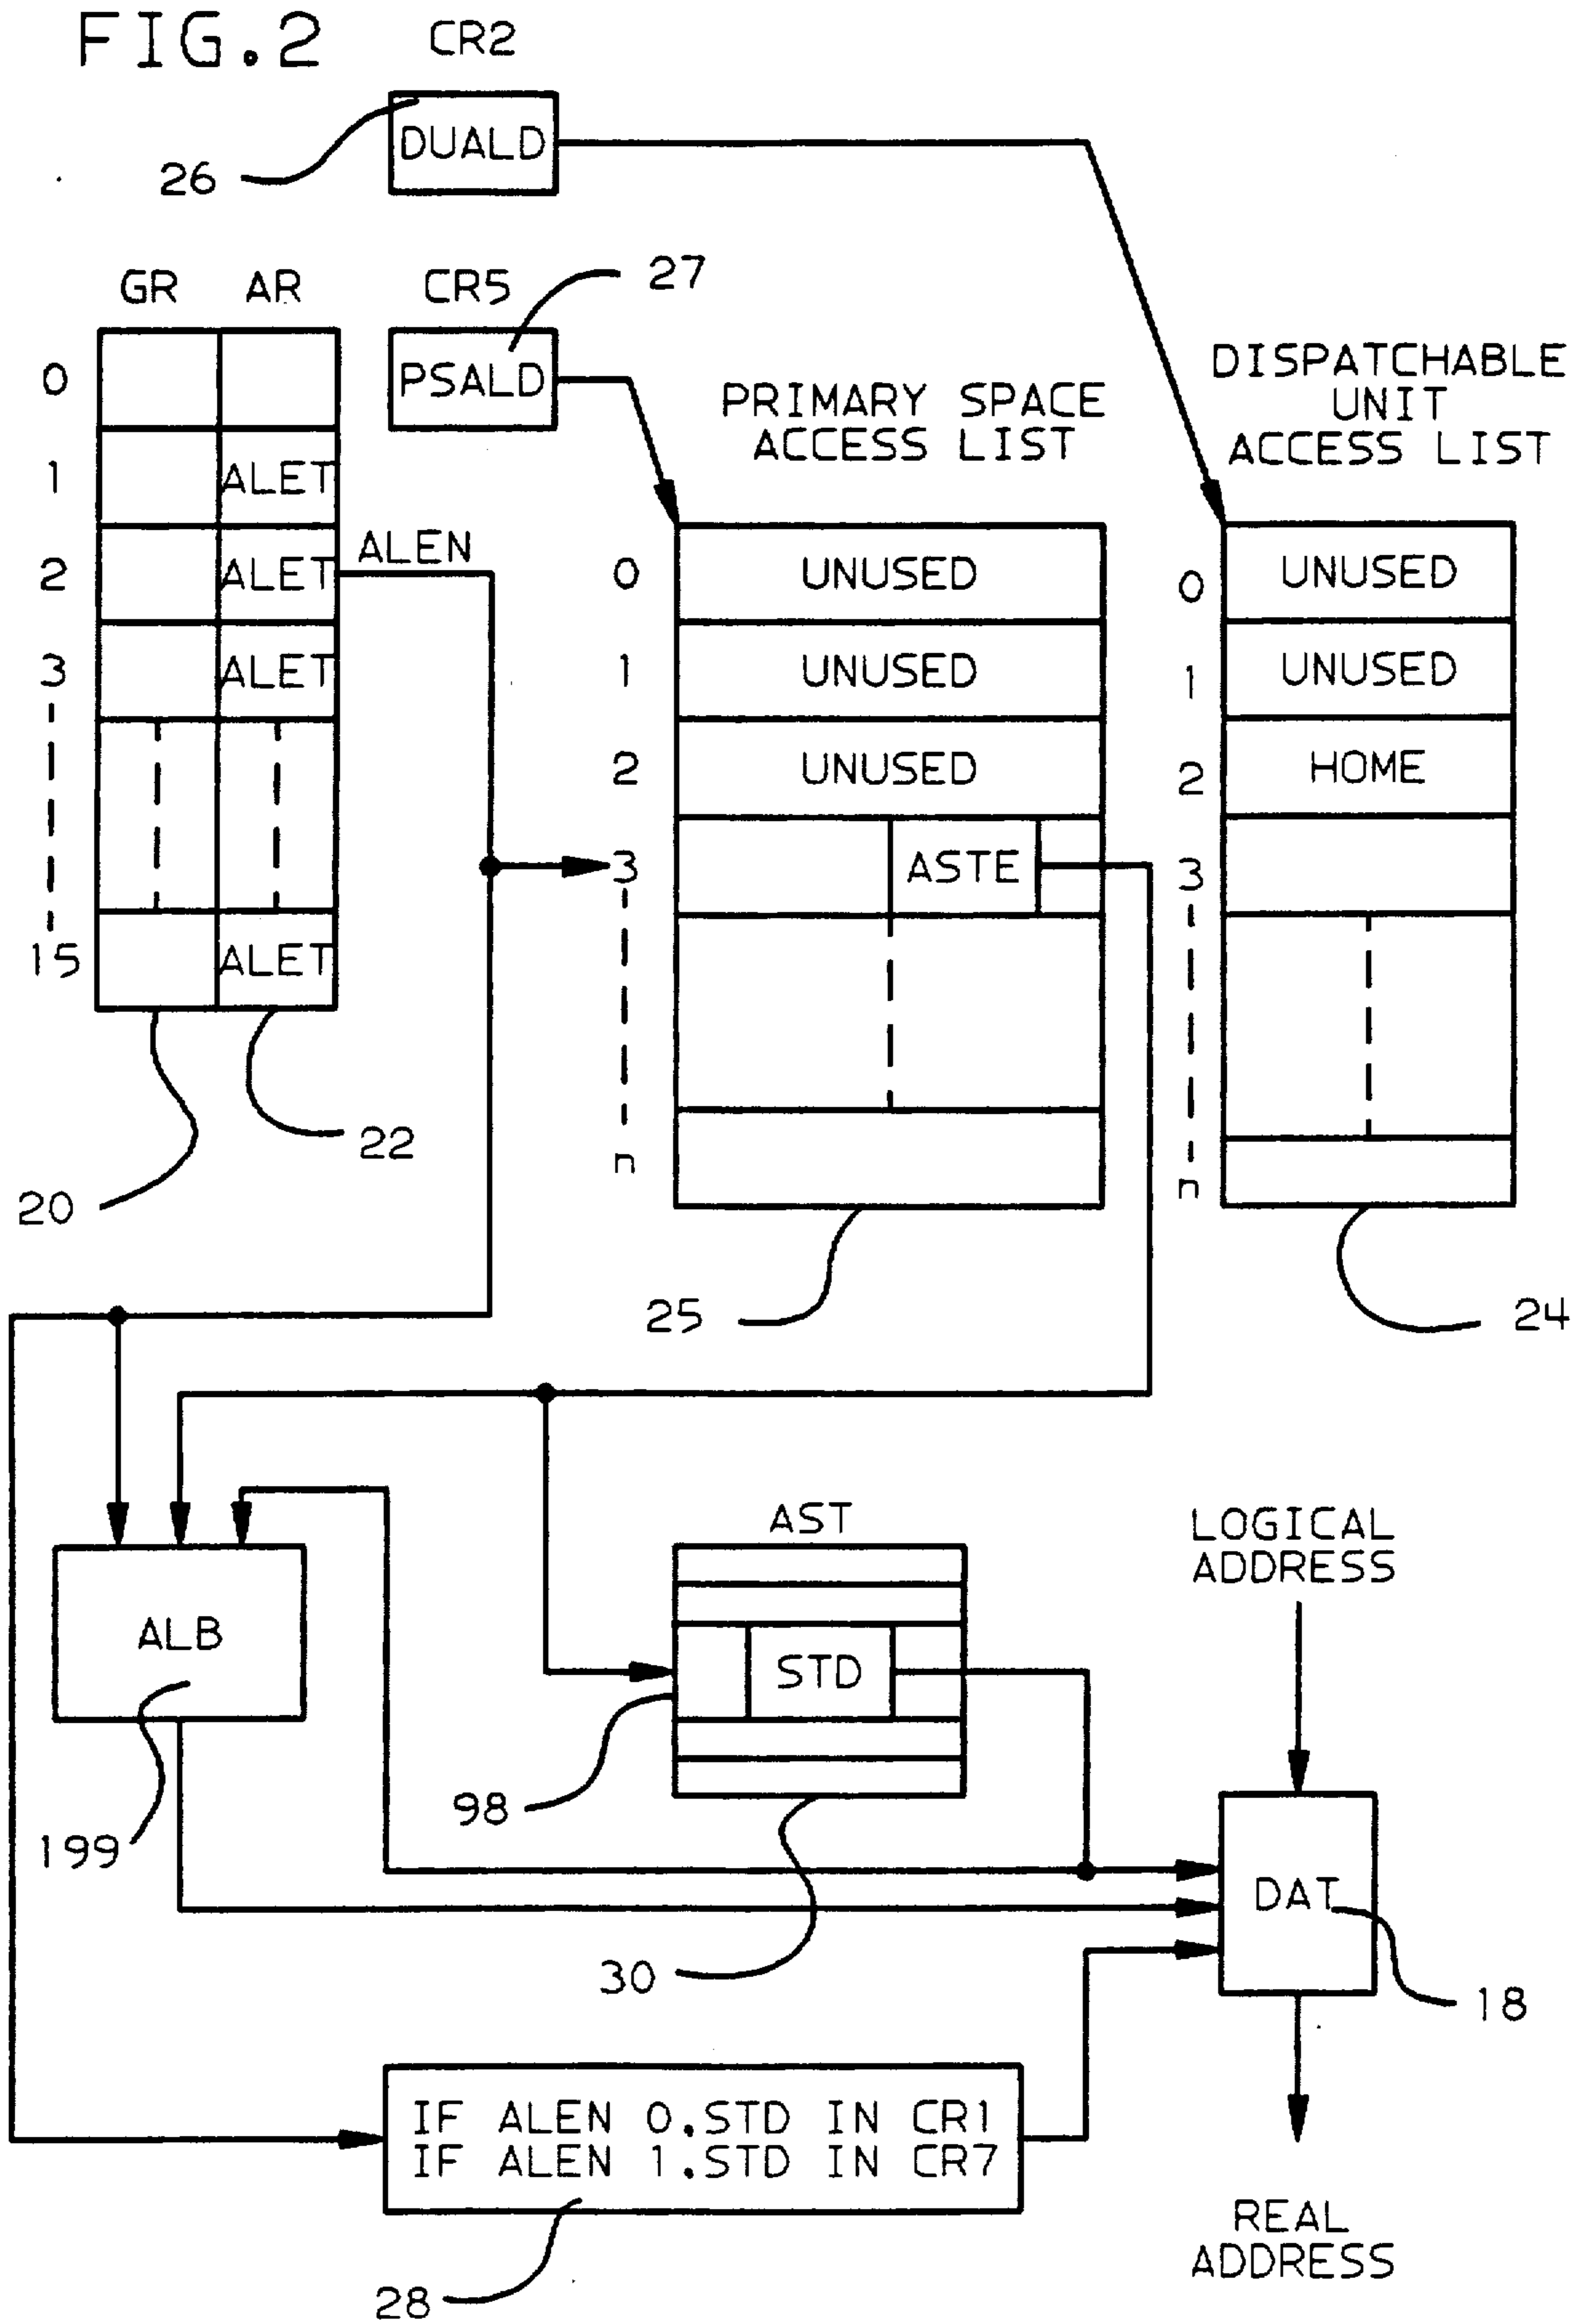 FIG.2
CR2
DUALD
26
GR AR
CR5
27
PSALD
PRIMARY SPACE
ACCESS LIST
DISPATCHABLE
UNIT
ACCESS LIST
0
1 ALET
2 ALET
3 ALET
15 ALET
ALEN
20
22
0 UNUSED
1 UNUSED
2 UNUSED
3 ASTE
n
25
0 UNUSED
1 UNUSED
2 HOME
3
n
24
ALB
199
AST
STD
98
30
LOGICAL
ADDRESS
DAT
18
IF ALEN 0.STD IN CR1
IF ALEN 1.STD IN CR7
28
REAL
ADDRESS